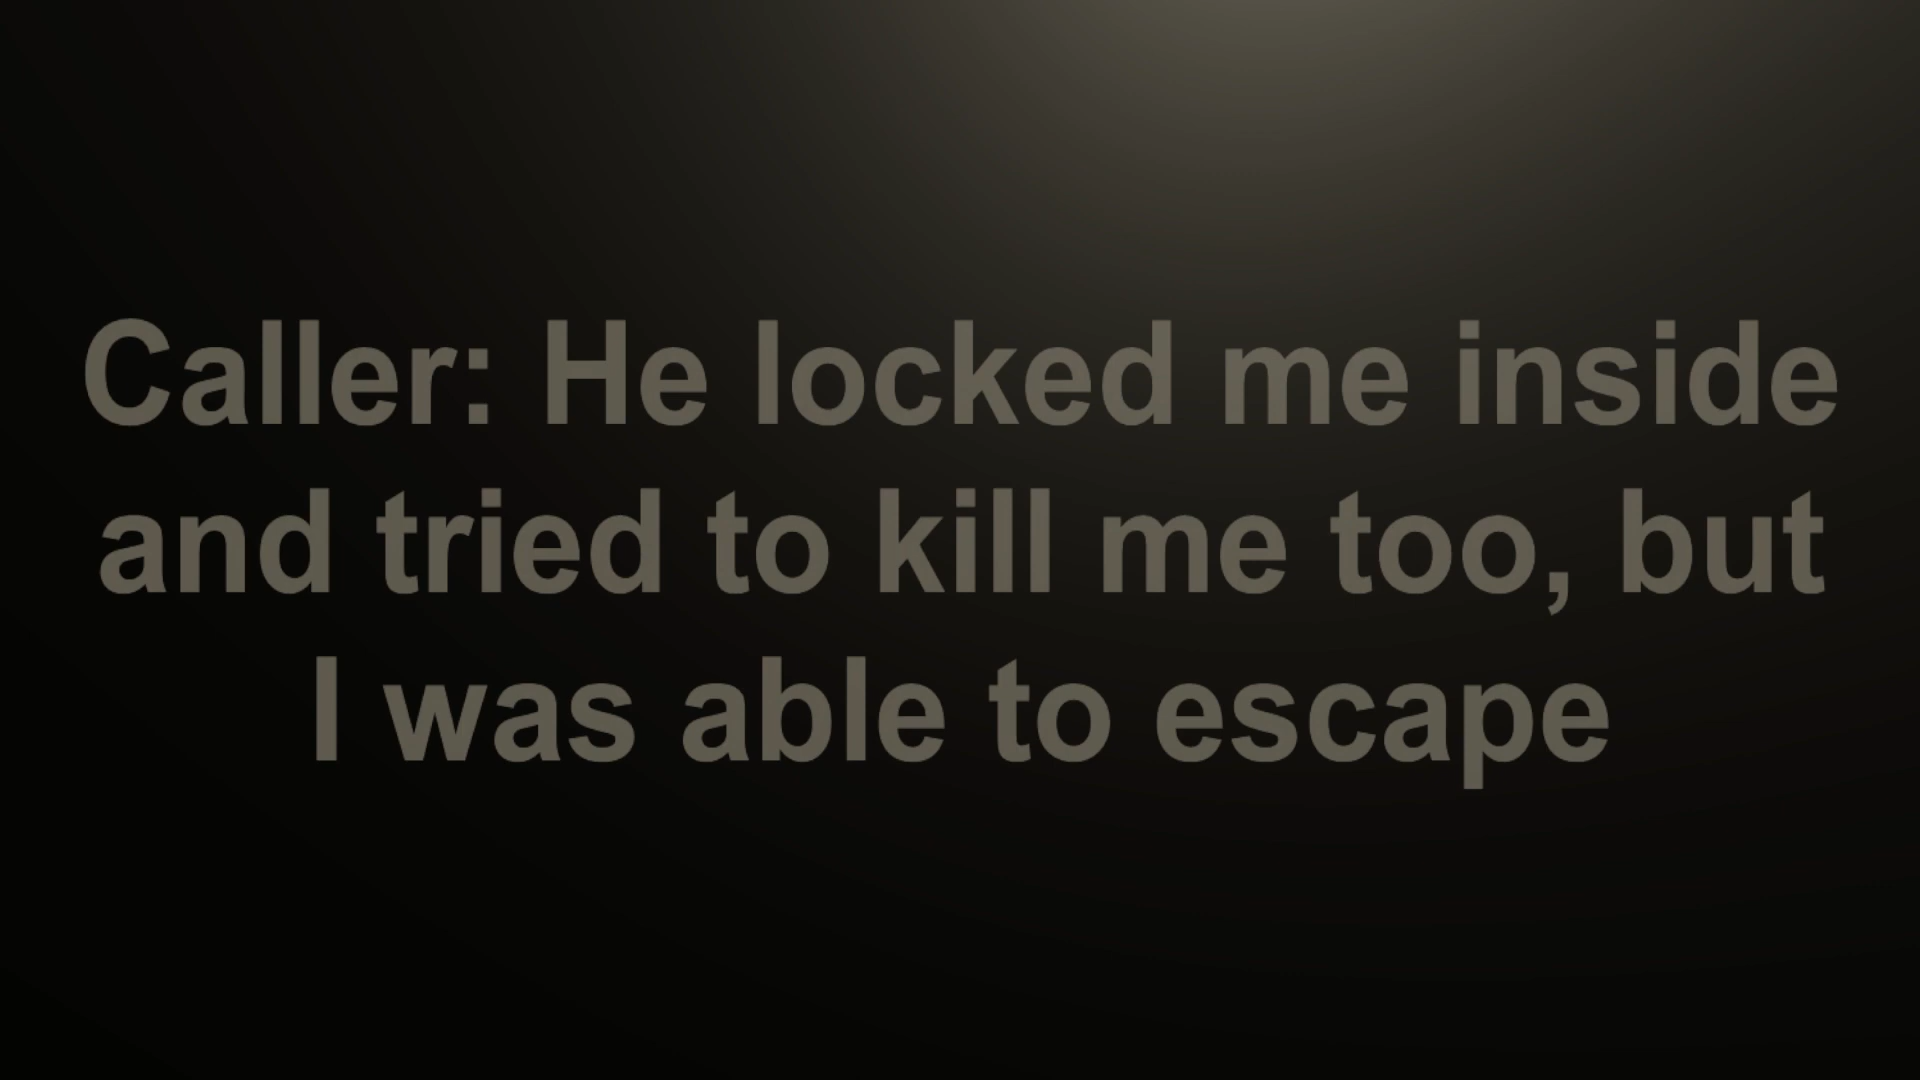 Caller: He locked me inside
and tried to kill me too, but
I was able to escape